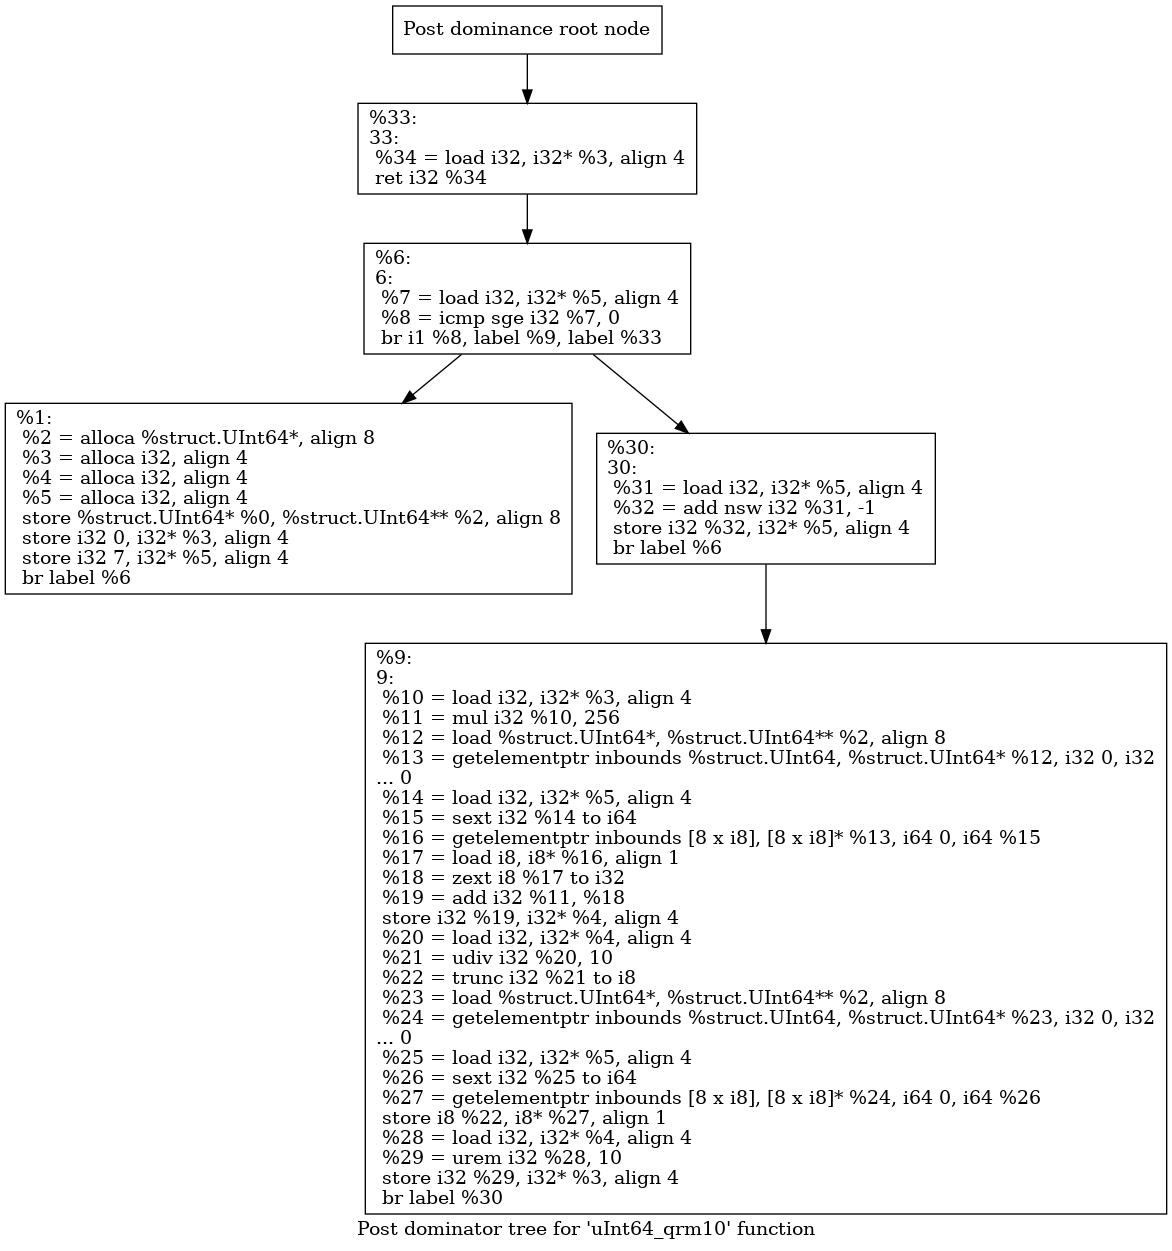 Post dominance root node
%33:
33:
%34 = load i32, i32* %3, align 4
ret i32 %34
%6:
6:
%7 = load i32, i32* %5, align 4
%8 = icmp sge i32 %7, 0
br i1 %8, label %9, label %33
%1:
%2 = alloca %struct.UInt64*, align 8
%3 = alloca i32, align 4
%4 = alloca i32, align 4
%5 = alloca i32, align 4
store %struct.UInt64* %0, %struct.UInt64** %2, align 8
store i32 0, i32* %3, align 4
store i32 7, i32* %5, align 4
br label %6
%30:
30:
%31 = load i32, i32* %5, align 4
%32 = add nsw i32 %31, -1
store i32 %32, i32* %5, align 4
br label %6
%9:
9:
%10 = load i32, i32* %3, align 4
%11 = mul i32 %10, 256
%12 = load %struct.UInt64*, %struct.UInt64** %2, align 8
%13 = getelementptr inbounds %struct.UInt64, %struct.UInt64* %12, i32 0, i32
... 0
%14 = load i32, i32* %5, align 4
%15 = sext i32 %14 to i64
%16 = getelementptr inbounds [8 x i8], [8 x i8]* %13, i64 0, i64 %15
%17 = load i8, i8* %16, align 1
%18 = zext i8 %17 to i32
%19 = add i32 %11, %18
store i32 %19, i32* %4, align 4
%20 = load i32, i32* %4, align 4
%21 = udiv i32 %20, 10
%22 = trunc i32 %21 to i8
%23 = load %struct.UInt64*, %struct.UInt64** %2, align 8
%24 = getelementptr inbounds %struct.UInt64, %struct.UInt64* %23, i32 0, i32
... 0
%25 = load i32, i32* %5, align 4
%26 = sext i32 %25 to i64
%27 = getelementptr inbounds [8 x i8], [8 x i8]* %24, i64 0, i64 %26
store i8 %22, i8* %27, align 1
%28 = load i32, i32* %4, align 4
%29 = urem i32 %28, 10
store i32 %29, i32* %3, align 4
br label %30
Post dominator tree for 'uInt64_qrm10' function